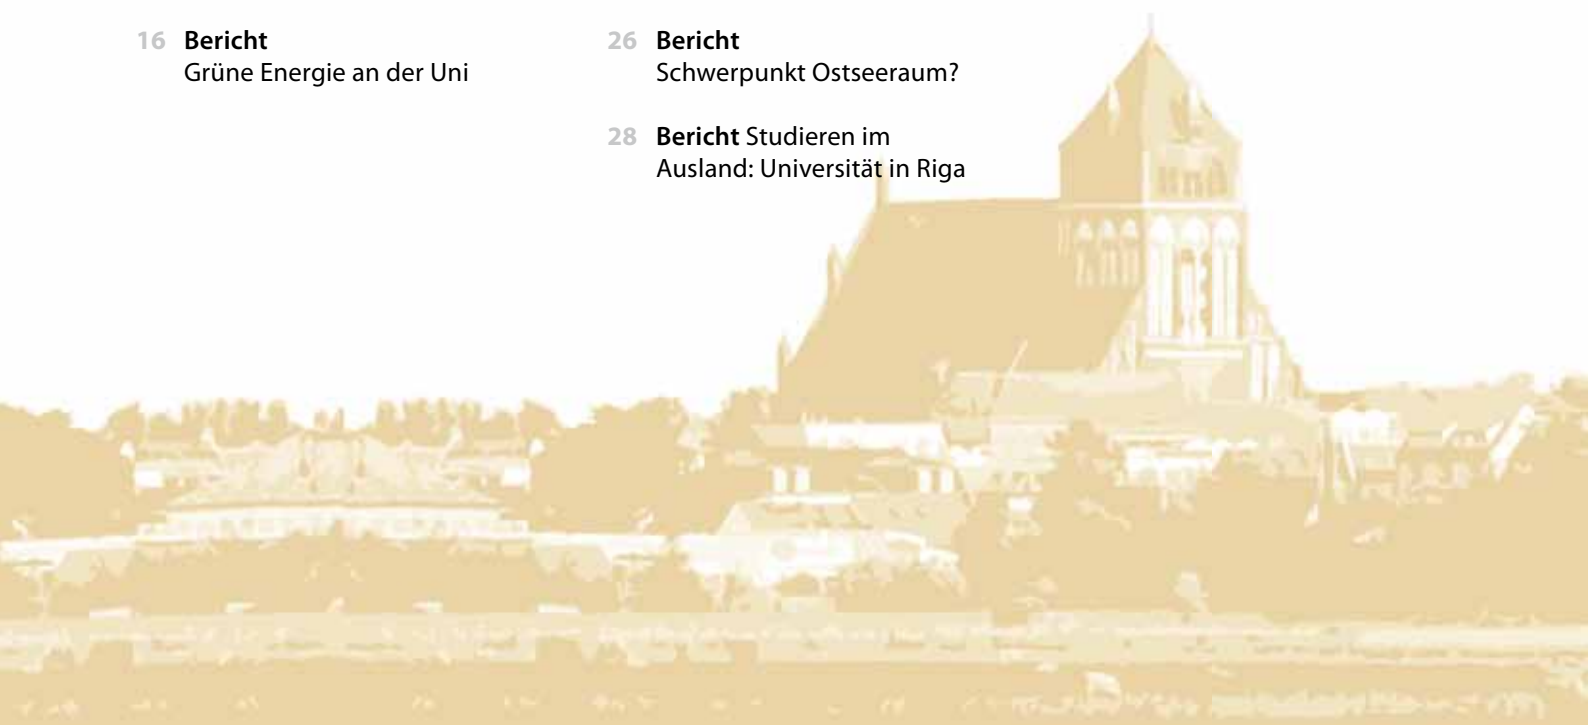 16 Bericht
Grüne Energie an der Uni
26 Bericht
Schwerpunkt Ostseeraum?
28 Bericht Studieren im
Ausland: Universität in Riga